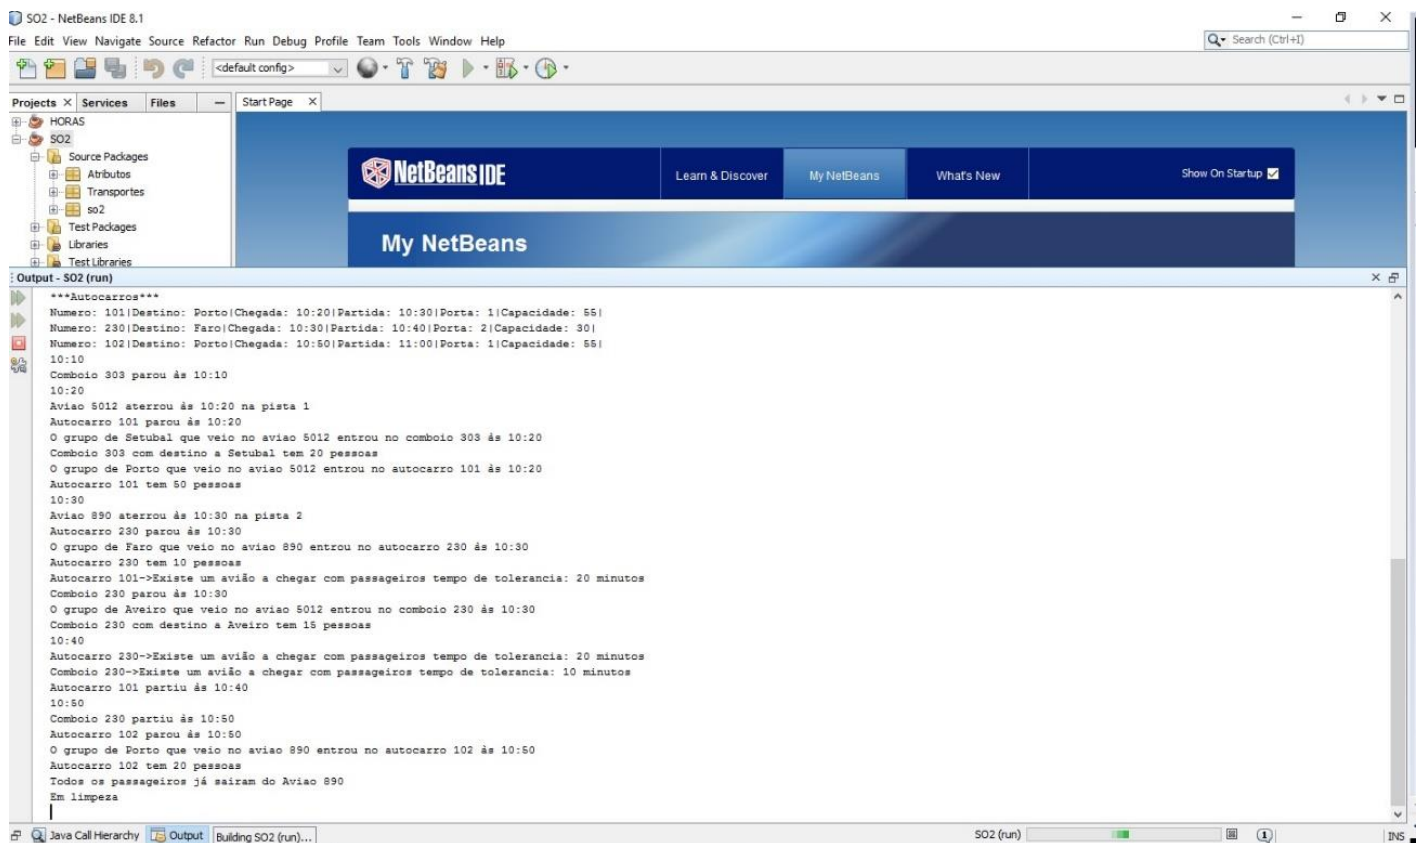 SO2 - NetBeans IDE 8.1
File Edit View Navigate Source Refactor Run Debug Profile Team Tools Window Help
Search (Ctrl+I)
<default config>
Projects Services Files
Start Page
HORAS
SO2
Source Packages
Atributos
Transportes
so2
Test Packages
Libraries
Test Libraries
NetBeans IDE
Learn & Discover
My NetBeans
What's New
Show On Startup
My NetBeans
Output - SO2 (run)
***Autocarros***
Numero: 101|Destino: Porto|Chegada: 10:20|Partida: 10:30|Porta: 1|Capacidade: 55|
Numero: 230|Destino: Faro|Chegada: 10:30|Partida: 10:40|Porta: 2|Capacidade: 30|
Numero: 102|Destino: Porto|Chegada: 10:50|Partida: 11:00|Porta: 1|Capacidade: 55|
10:10
Comboio 303 parou às 10:10
10:20
Aviao 5012 aterrou às 10:20 na pista 1
Autocarro 101 parou às 10:20
O grupo de Setubal que veio no aviao 5012 entrou no comboio 303 às 10:20
Comboio 303 com destino a Setubal tem 20 pessoas
O grupo de Porto que veio no aviao 5012 entrou no autocarro 101 às 10:20
Autocarro 101 tem 50 pessoas
10:30
Aviao 890 aterrou às 10:30 na pista 2
Autocarro 230 parou às 10:30
O grupo de Faro que veio no aviao 890 entrou no autocarro 230 às 10:30
Autocarro 230 tem 10 pessoas
Autocarro 101->Existe um avião a chegar com passageiros tempo de tolerancia: 20 minutos
Comboio 230 parou às 10:30
O grupo de Aveiro que veio no aviao 5012 entrou no comboio 230 às 10:30
Comboio 230 com destino a Aveiro tem 15 pessoas
10:40
Autocarro 230->Existe um avião a chegar com passageiros tempo de tolerancia: 20 minutos
Comboio 230->Existe um avião a chegar com passageiros tempo de tolerancia: 10 minutos
Autocarro 101 partiu às 10:40
10:50
Comboio 230 partiu às 10:50
Autocarro 102 parou às 10:50
O grupo de Porto que veio no aviao 890 entrou no autocarro 102 às 10:50
Autocarro 102 tem 20 pessoas
Todos os passageiros já sairam do Aviao 890
Em limpeza
Java Call Hierarchy Output Building SO2 (run)...
SO2 (run)
1
INS